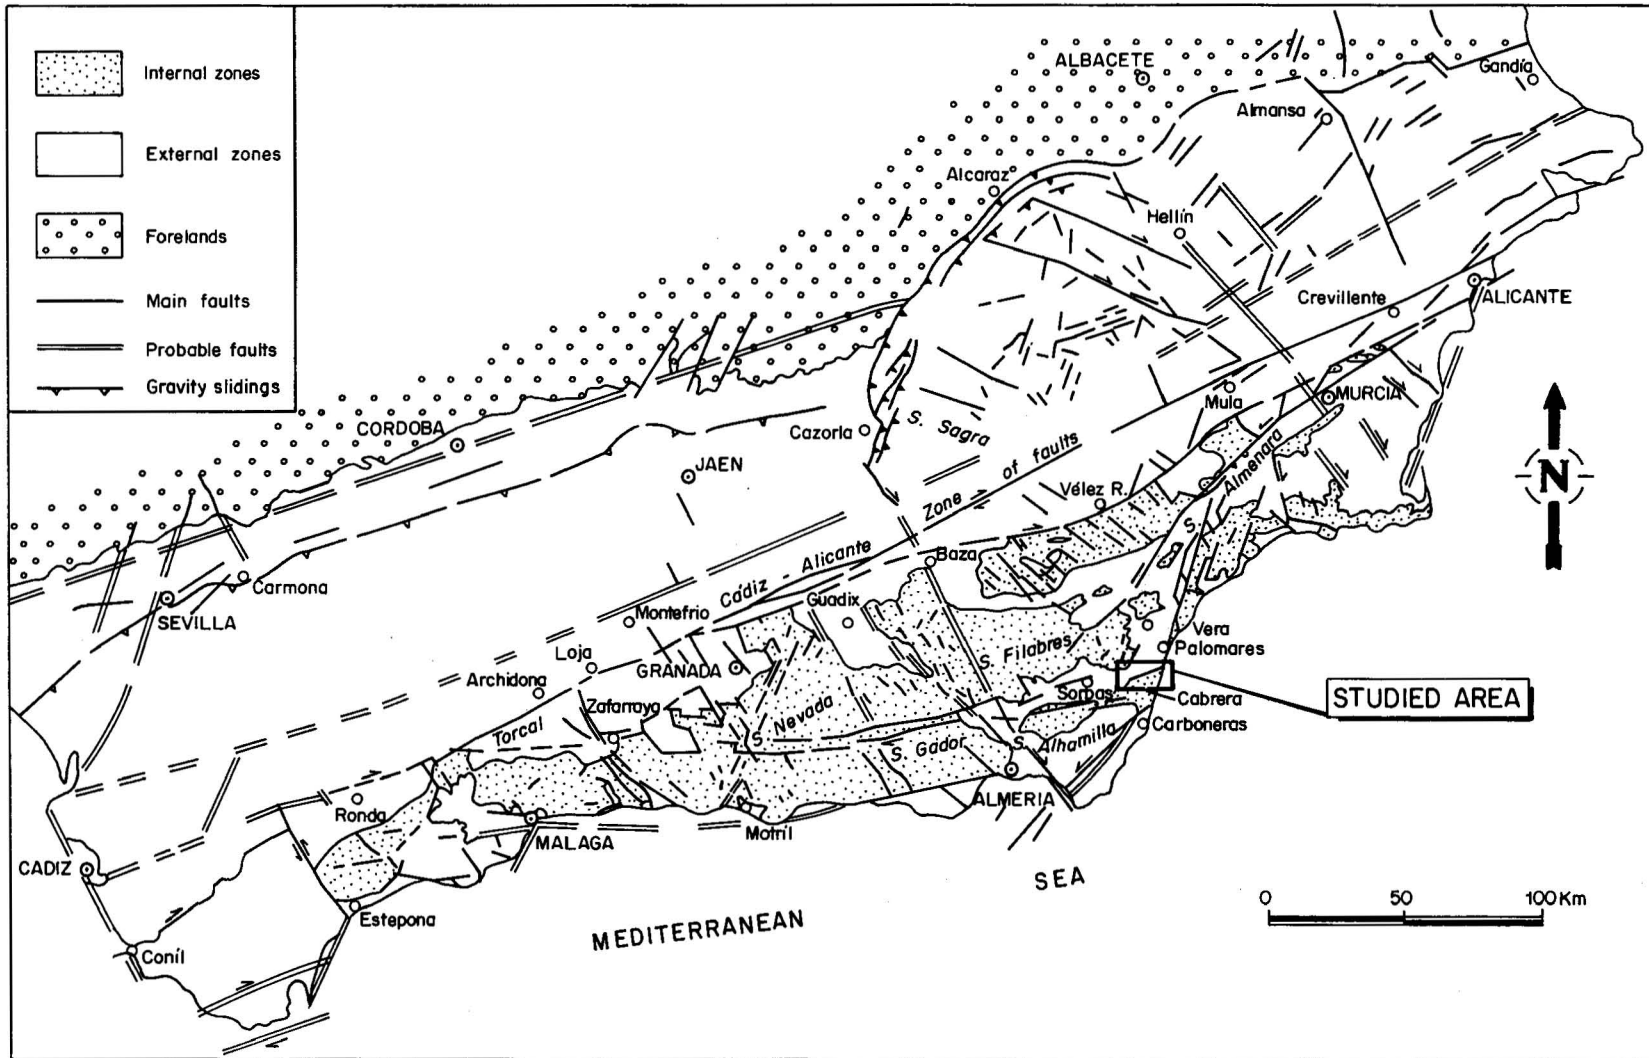 Internal zones
External zones
Forelands
Main faults
Probable faults
Gravity slidings
ALBACETE
Gandía
Almansa
Alcaraz
Hellín
Crevillente
ALICANTE
CORDOBA
Cazorla
S. Sagra
Mula
MURCIA
JAEN
Zone of faults
Almenara
S.
Vélez R.
N
Cádiz - Alicante
Baza
Carmona
SEVILLA
Montefrio
Guadix
Vera
Palomares
Loja
GRANADA
S. Filabres
Archidona
Sorbas
Cabrera
STUDIED AREA
Zafarraya
S. Nevada
Carboneras
Torcal
S. Gador
S. Alhamilla
Ronda
ALMERIA
MALAGA
Motríl
CADIZ
SEA
0 50 100 Km
Estepona
MEDITERRANEAN
Coníl